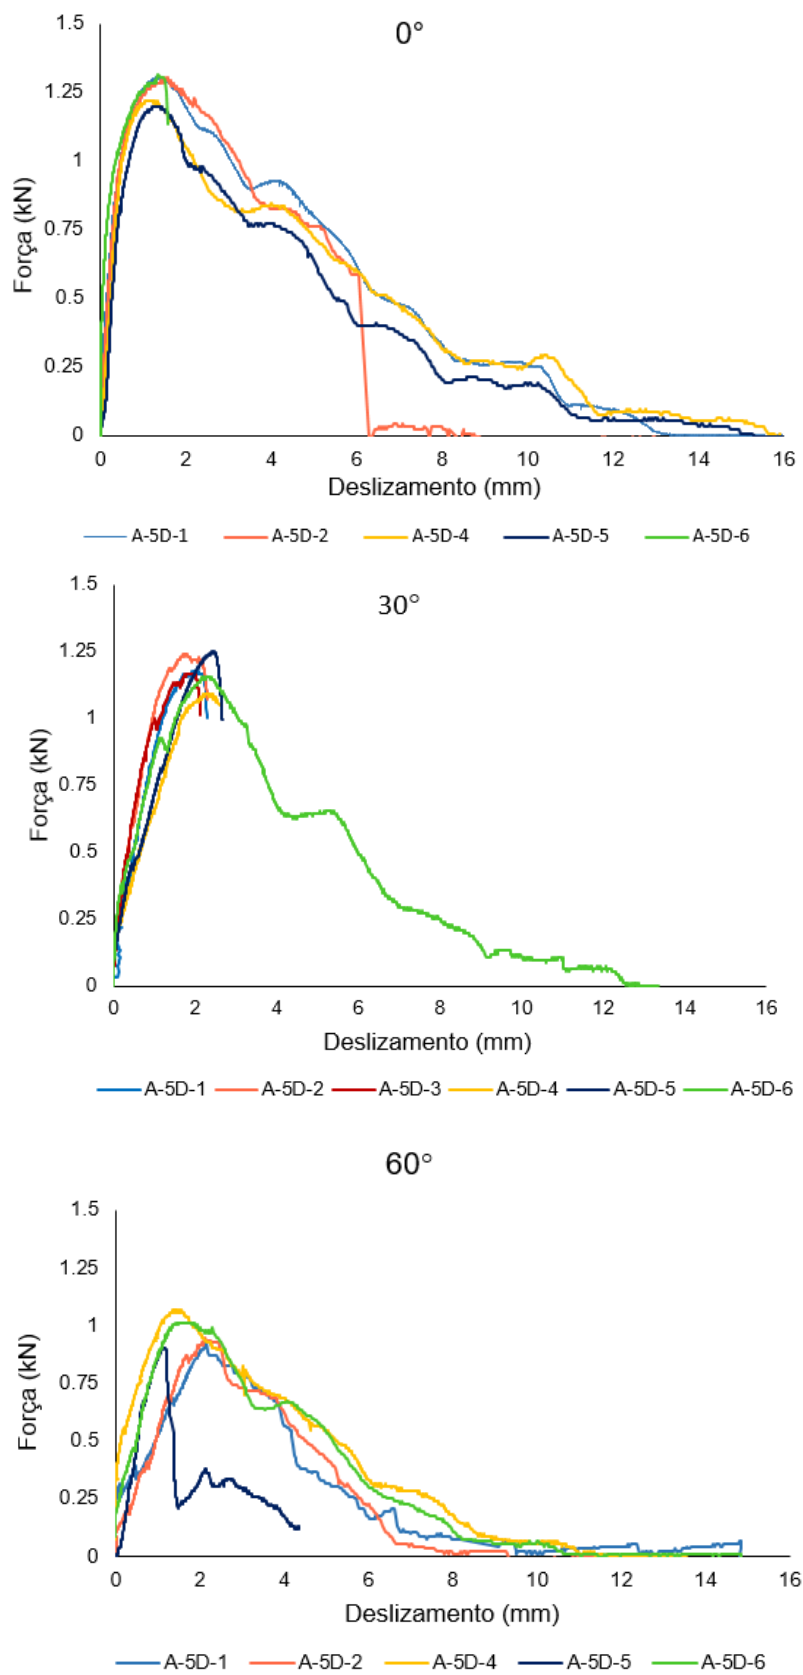 0°
1.5
1.25
1
0.75
0.5
0.25
0
Força (kN)
0 2 4 6 8 10 12 14 16
Deslizamento (mm)
A-5D-1 A-5D-2 A-5D-4 A-5D-5 A-5D-6
30°
1.5
1.25
1
0.75
0.5
0.25
0
Força (kN)
0 2 4 6 8 10 12 14 16
Deslizamento (mm)
A-5D-1 A-5D-2 A-5D-3 A-5D-4 A-5D-5 A-5D-6
60°
1.5
1.25
1
0.75
0.5
0.25
0
Força (kN)
0 2 4 6 8 10 12 14 16
Deslizamento (mm)
A-5D-1 A-5D-2 A-5D-4 A-5D-5 A-5D-6